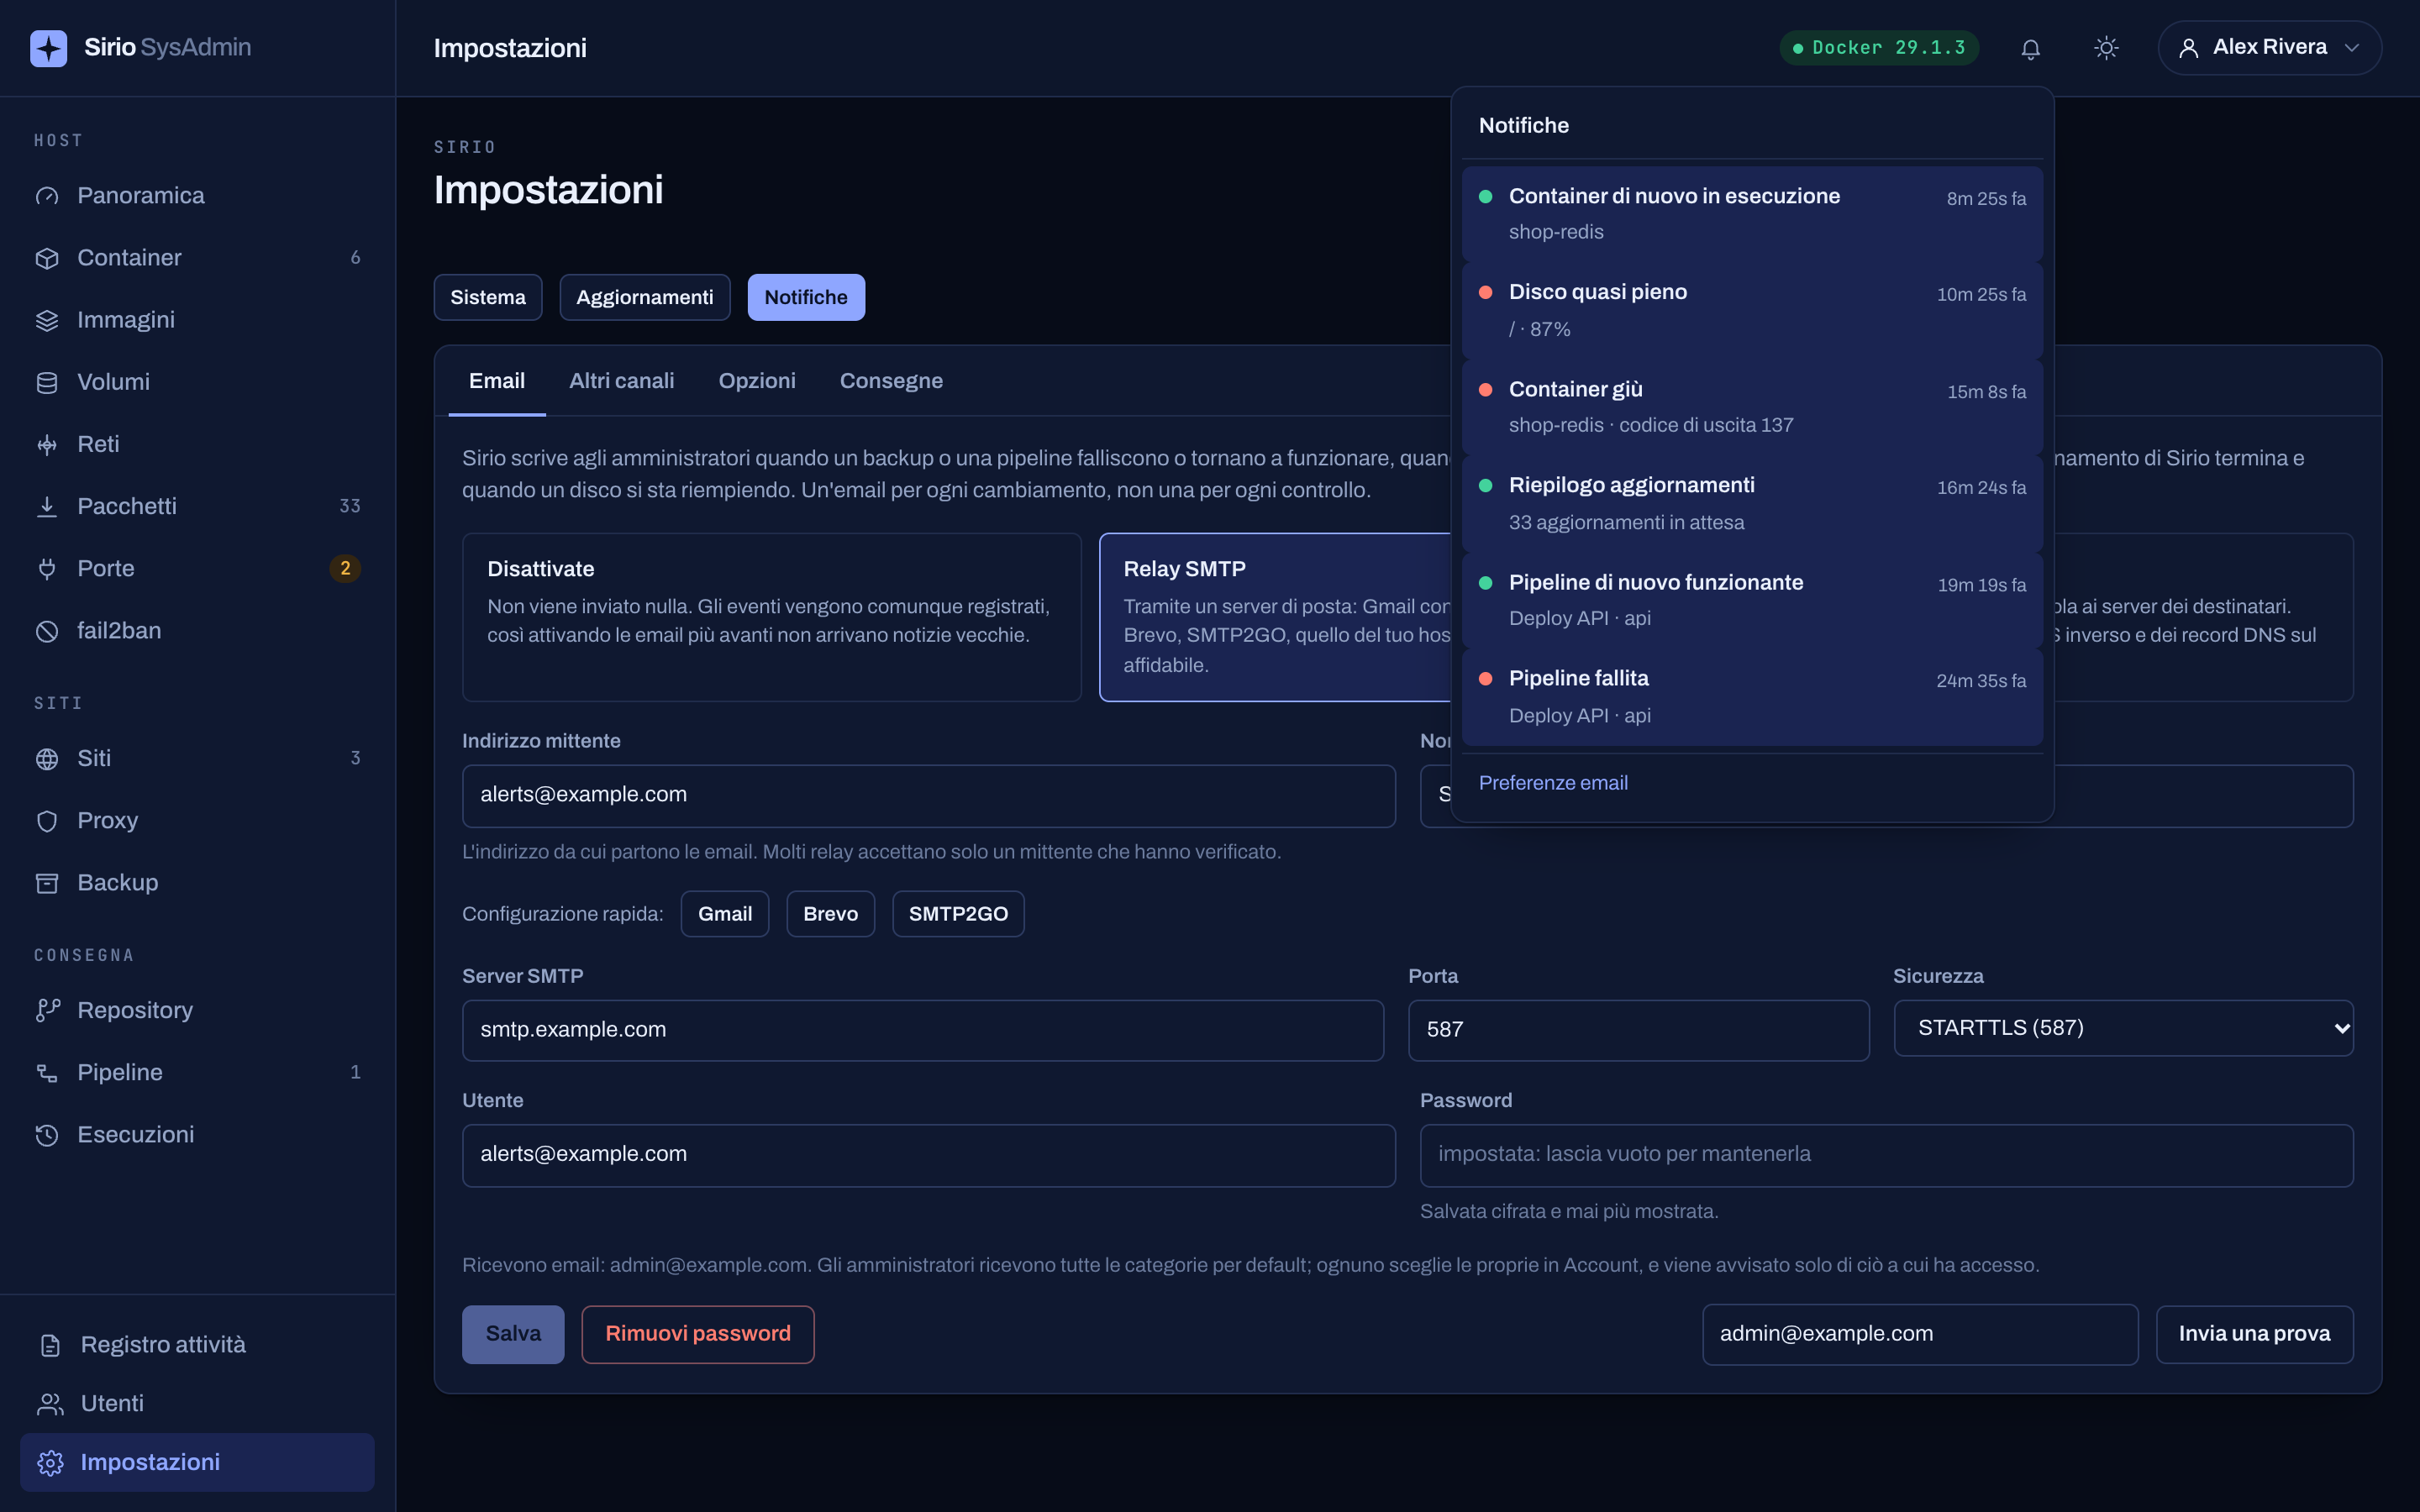 Sirio SysAdmin
Impostazioni
Docker 29.1.3
Alex Rivera
HOST
Panoramica
Container 6
Immagini
Volumi
Reti
Pacchetti 33
Porte 2
fail2ban
SITI
Siti 3
Proxy
Backup
CONSEGNA
Repository
Pipeline 1
Esecuzioni
Registro attività
Utenti
Impostazioni
SIRIO
Impostazioni
Sistema Aggiornamenti Notifiche
Email Altri canali Opzioni Consegne
Sirio scrive agli amministratori quando un backup o una pipeline falliscono o tornano a funzionare, di Sirio termina e
quando un disco si sta riempiendo. Un'email per ogni cambiamento, non una per ogni controllo.
Disattivate
Non viene inviato nulla. Gli eventi vengono comunque registrati,
così attivando le email più avanti non arrivano notizie vecchie.
Relay SMTP
Tramite un server di posta: Gmail
Brevo, SMTP2GO, quello del tuo
affidabile.
ai server dei destinatari.
inverso e dei record DNS sul
Indirizzo mittente
alerts@example.com
L'indirizzo da cui partono le email. Molti relay accettano solo un mittente che hanno verificato.
Configurazione rapida: Gmail Brevo SMTP2GO
Server SMTP
smtp.example.com
Porta
587
Sicurezza
STARTTLS (587)
Utente
alerts@example.com
Password
impostata: lascia vuoto per mantenerla
Salvata cifrata e mai più mostrata.
Ricevono email: admin@example.com. Gli amministratori ricevono tutte le categorie per default; ognuno sceglie le proprie in Account, e viene avvisato solo di ciò a cui ha accesso.
Salva Rimuovi password
admin@example.com Invia una prova
Notifiche
Container di nuovo in esecuzione 8m 25s fa
shop-redis
Disco quasi pieno 10m 25s fa
/ · 87%
Container giù 15m 8s fa
shop-redis · codice di uscita 137
Riepilogo aggiornamenti 16m 24s fa
33 aggiornamenti in attesa
Pipeline di nuovo funzionante 19m 19s fa
Deploy API · api
Pipeline fallita 24m 35s fa
Deploy API · api
Preferenze email